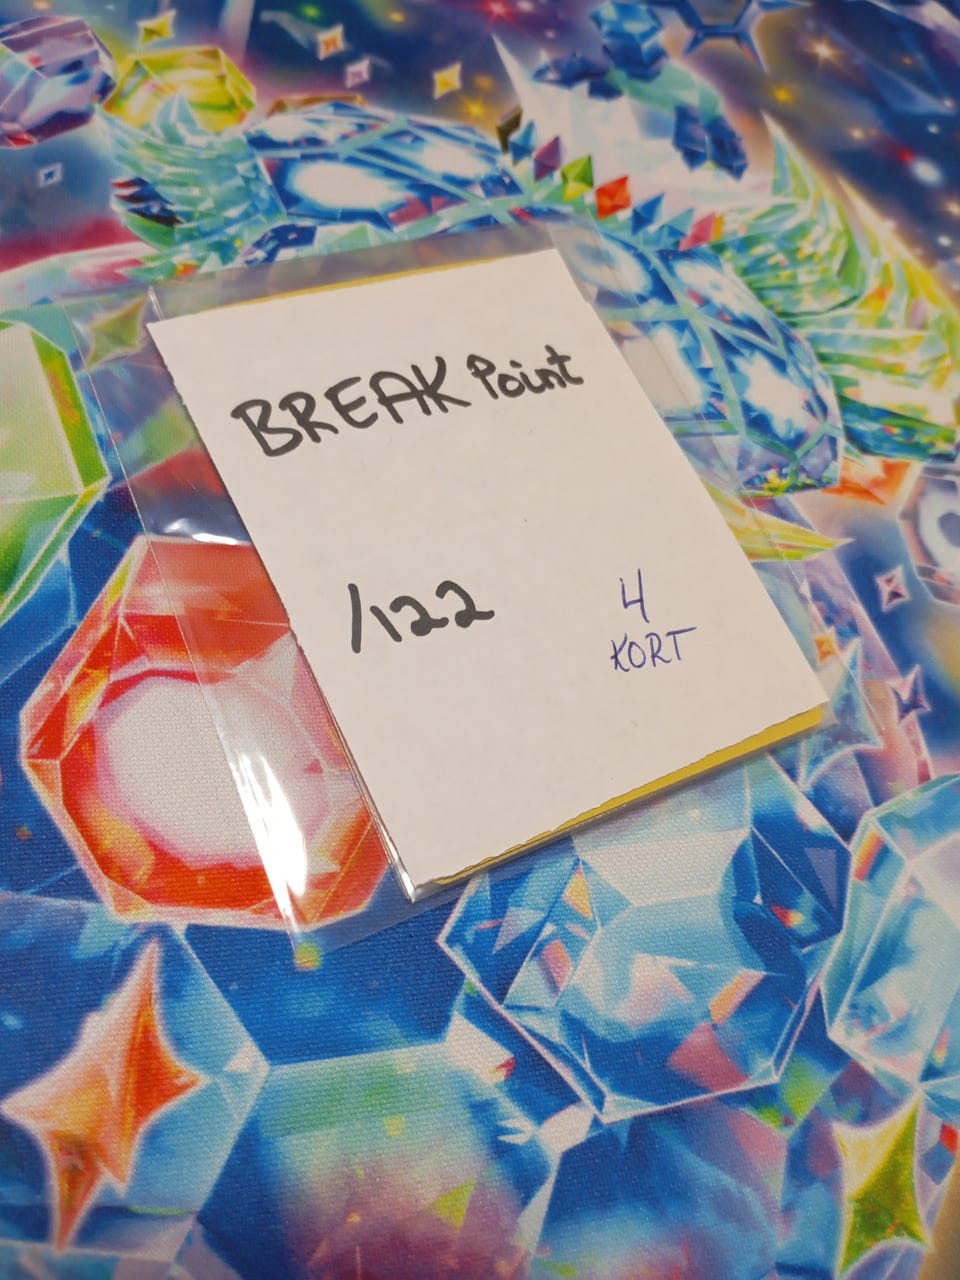 BREAK Point
/122
4
KORT